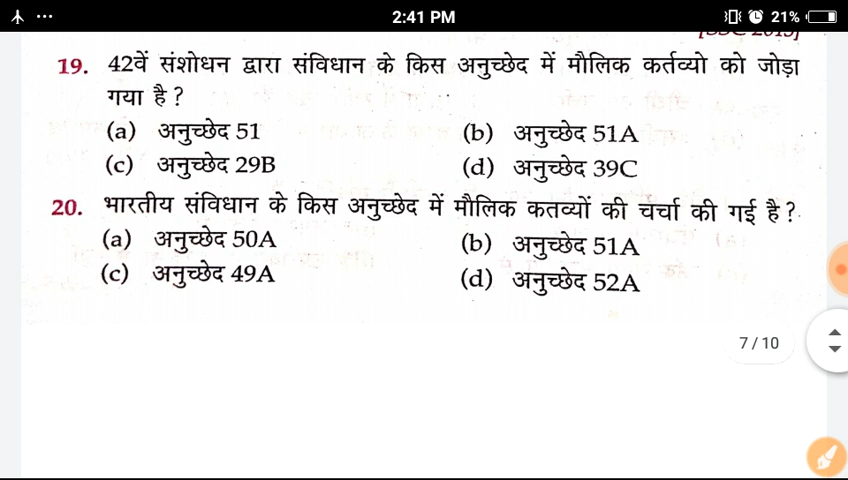 2:41 PM
21%
19. 42वें संशोधन द्वारा संविधान के किस अनुच्छेद में मौलिक कर्तव्यो को जोड़ा
गया है ?
(a) अनुच्छेद 51
(b) अनुच्छेद 51A
(c) अनुच्छेद 29B
(d) अनुच्छेद 39C
20. भारतीय संविधान के किस अनुच्छेद में मौलिक कतव्यों की चर्चा की गई है ?
(a) अनुच्छेद 50A
(b) अनुच्छेद 51A
(c) अनुच्छेद 49A
(d) अनुच्छेद 52A
7 / 10